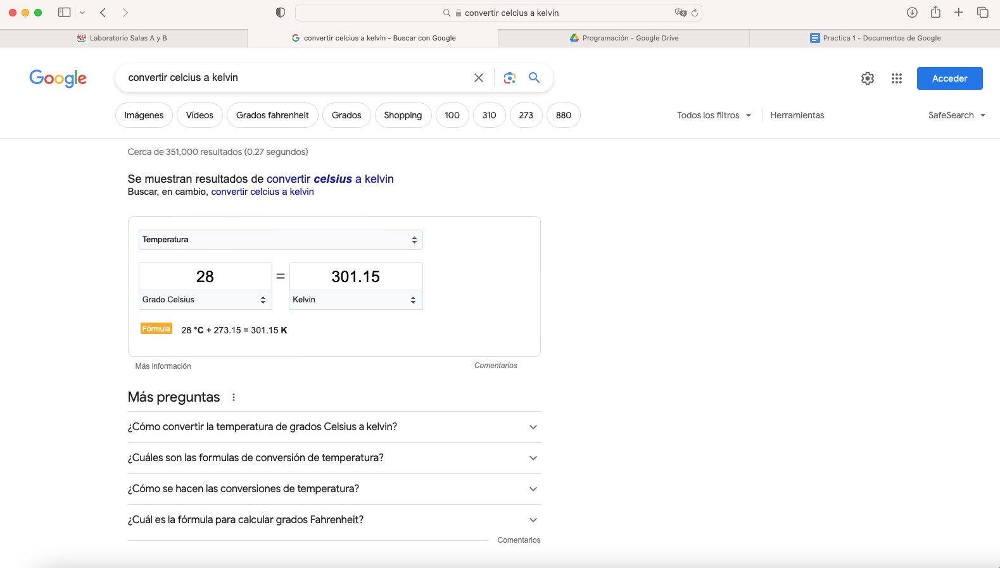 convertir celcius a kelvin
Laboratorio Salas A y B
convertir celcius a kelvin - Buscar con Google
Programación - Google Drive
Practica 1 - Documentos de Google
Google
convertir celcius a kelvin
Acceder
Imágenes
Vídeos
Grados fahrenheit
Grados
Shopping
100
310
273
880
Todos los filtros
Herramientas
SafeSearch
Cerca de 351,000 resultados (0.27 segundos)
Se muestran resultados de convertir celsius a kelvin
Buscar, en cambio, convertir celcius a kelvin
Temperatura
28 = 301.15
Grado Celsius
Kelvin
Fórmula 28 °C + 273.15 = 301.15 K
Más información
Comentarios
Más preguntas
¿Cómo convertir la temperatura de grados Celsius a kelvin?
¿Cuáles son las formulas de conversión de temperatura?
¿Cómo se hacen las conversiones de temperatura?
¿Cuál es la fórmula para calcular grados Fahrenheit?
Comentarios